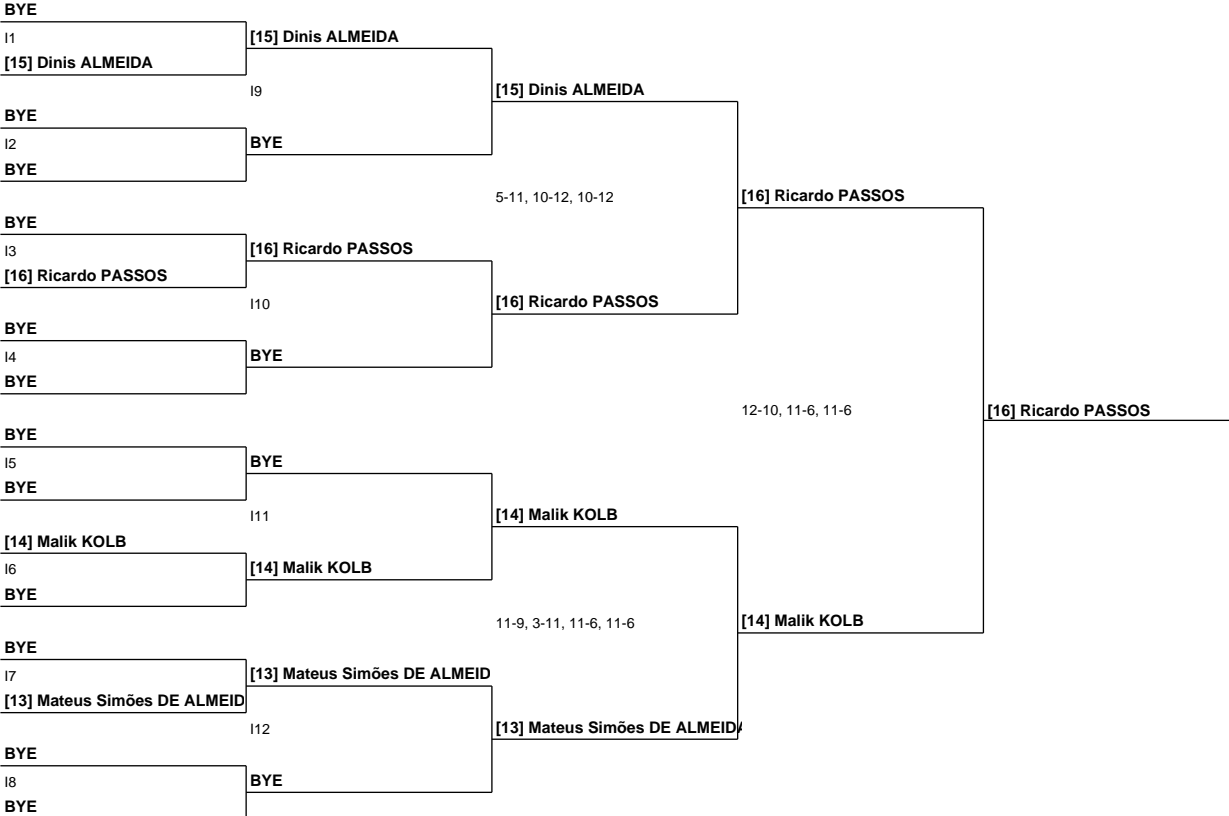 BYE
I1
[15] Dinis ALMEIDA
BYE
I2
BYE
BYE
I3
[16] Ricardo PASSOS
BYE
I4
BYE
BYE
I5
BYE
[14] Malik KOLB
I6
BYE
BYE
I7
[13] Mateus Simões DE ALMEID
BYE
I8
BYE
[15] Dinis ALMEIDA
I9
BYE
[16] Ricardo PASSOS
I10
BYE
BYE
I11
[14] Malik KOLB
[13] Mateus Simões DE ALMEID
I12
BYE
[15] Dinis ALMEIDA
5-11, 10-12, 10-12
[16] Ricardo PASSOS
[14] Malik KOLB
11-9, 3-11, 11-6, 11-6
[13] Mateus Simões DE ALMEIDA
[16] Ricardo PASSOS
12-10, 11-6, 11-6
[14] Malik KOLB
[16] Ricardo PASSOS